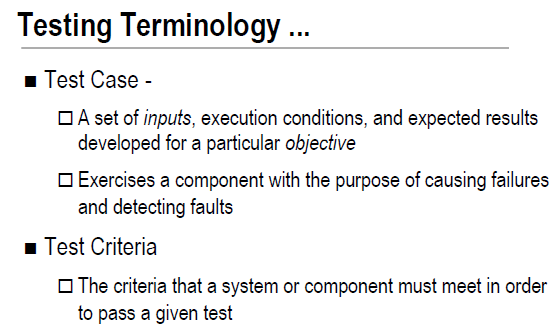 Testing Terminology ...
■ Test Case -
□ A set of inputs, execution conditions, and expected results
developed for a particular objective
□ Exercises a component with the purpose of causing failures
and detecting faults
■ Test Criteria
□ The criteria that a system or component must meet in order
to pass a given test